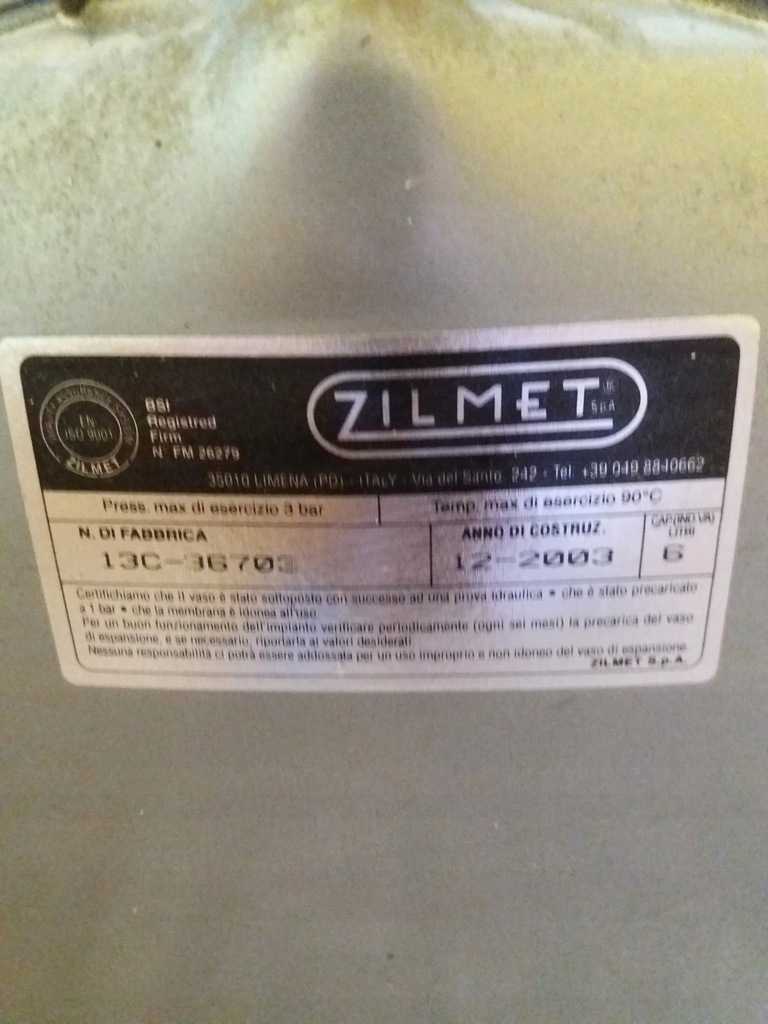 EN
ISO 9001
ZILMET
BSI
Registred
Firm
N. FM 26279
ZILMET
S.p.A
35010 LIMENA (PD) - ITALY - Via del Santo, 242 - Tel. +39 049 8840662
Press. max di esercizio 3 bar
Temp. max di esercizio 90°C
N. DI FABBRICA
13C-36703
ANNO DI COSTRUZ.
12-2003
LITRI
6
Certifichiamo che il vaso è stato sottoposto con successo ad una prova idraulica • che è stato precaricato
a 1 bar • che la membrana è idonea all'uso.
Per un buon funzionamento dell'impianto verificare periodicamente (ogni sei mesi) la precarica del vaso
di espansione, e se necessario, riportarla ai valori desiderati.
Nessuna responsabilità ci potrà essere addossata per un uso improprio e non idoneo del vaso di espansione.
ZILMET S.p.A.